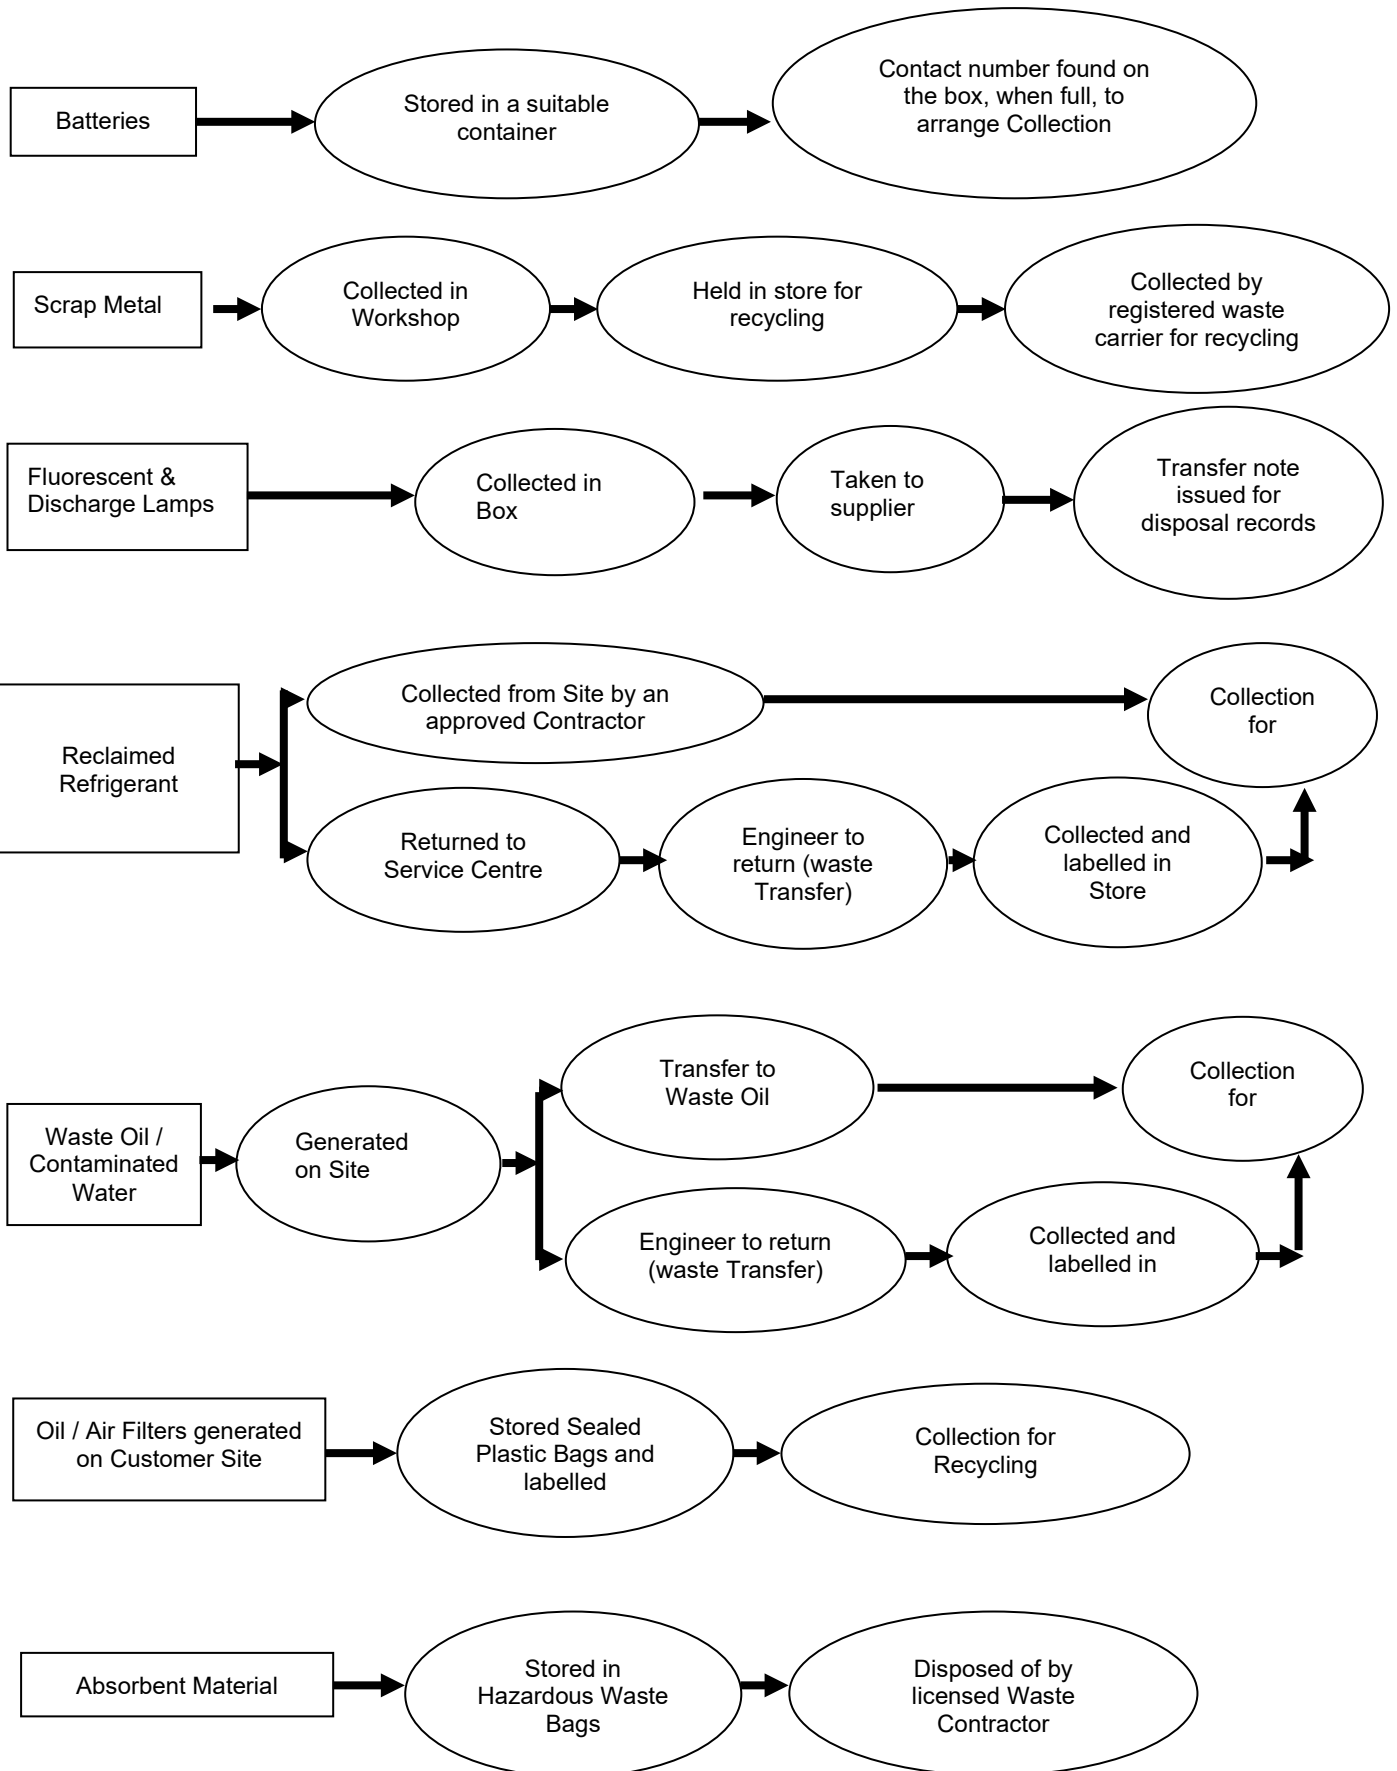 Batteries
Stored in a suitable
container
Contact number found on
the box, when full, to
arrange Collection
Scrap Metal
Collected in
Workshop
Held in store for
recycling
Collected by
registered waste
carrier for recycling
Fluorescent &
Discharge Lamps
Collected in
Box
Taken to
supplier
Transfer note
issued for
disposal records
Reclaimed
Refrigerant
Collected from Site by an
approved Contractor
Collection
for
Returned to
Service Centre
Engineer to
return (waste
Transfer)
Collected and
labelled in
Store
Waste Oil /
Contaminated
Water
Generated
on Site
Transfer to
Waste Oil
Collection
for
Engineer to return
(waste Transfer)
Collected and
labelled in
Oil / Air Filters generated
on Customer Site
Stored Sealed
Plastic Bags and
labelled
Collection for
Recycling
Absorbent Material
Stored in
Hazardous Waste
Bags
Disposed of by
licensed Waste
Contractor